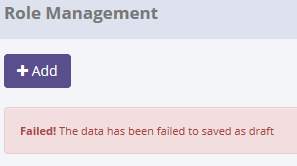 Role Management
+ Add
Failed! The data has been failed to saved as draft